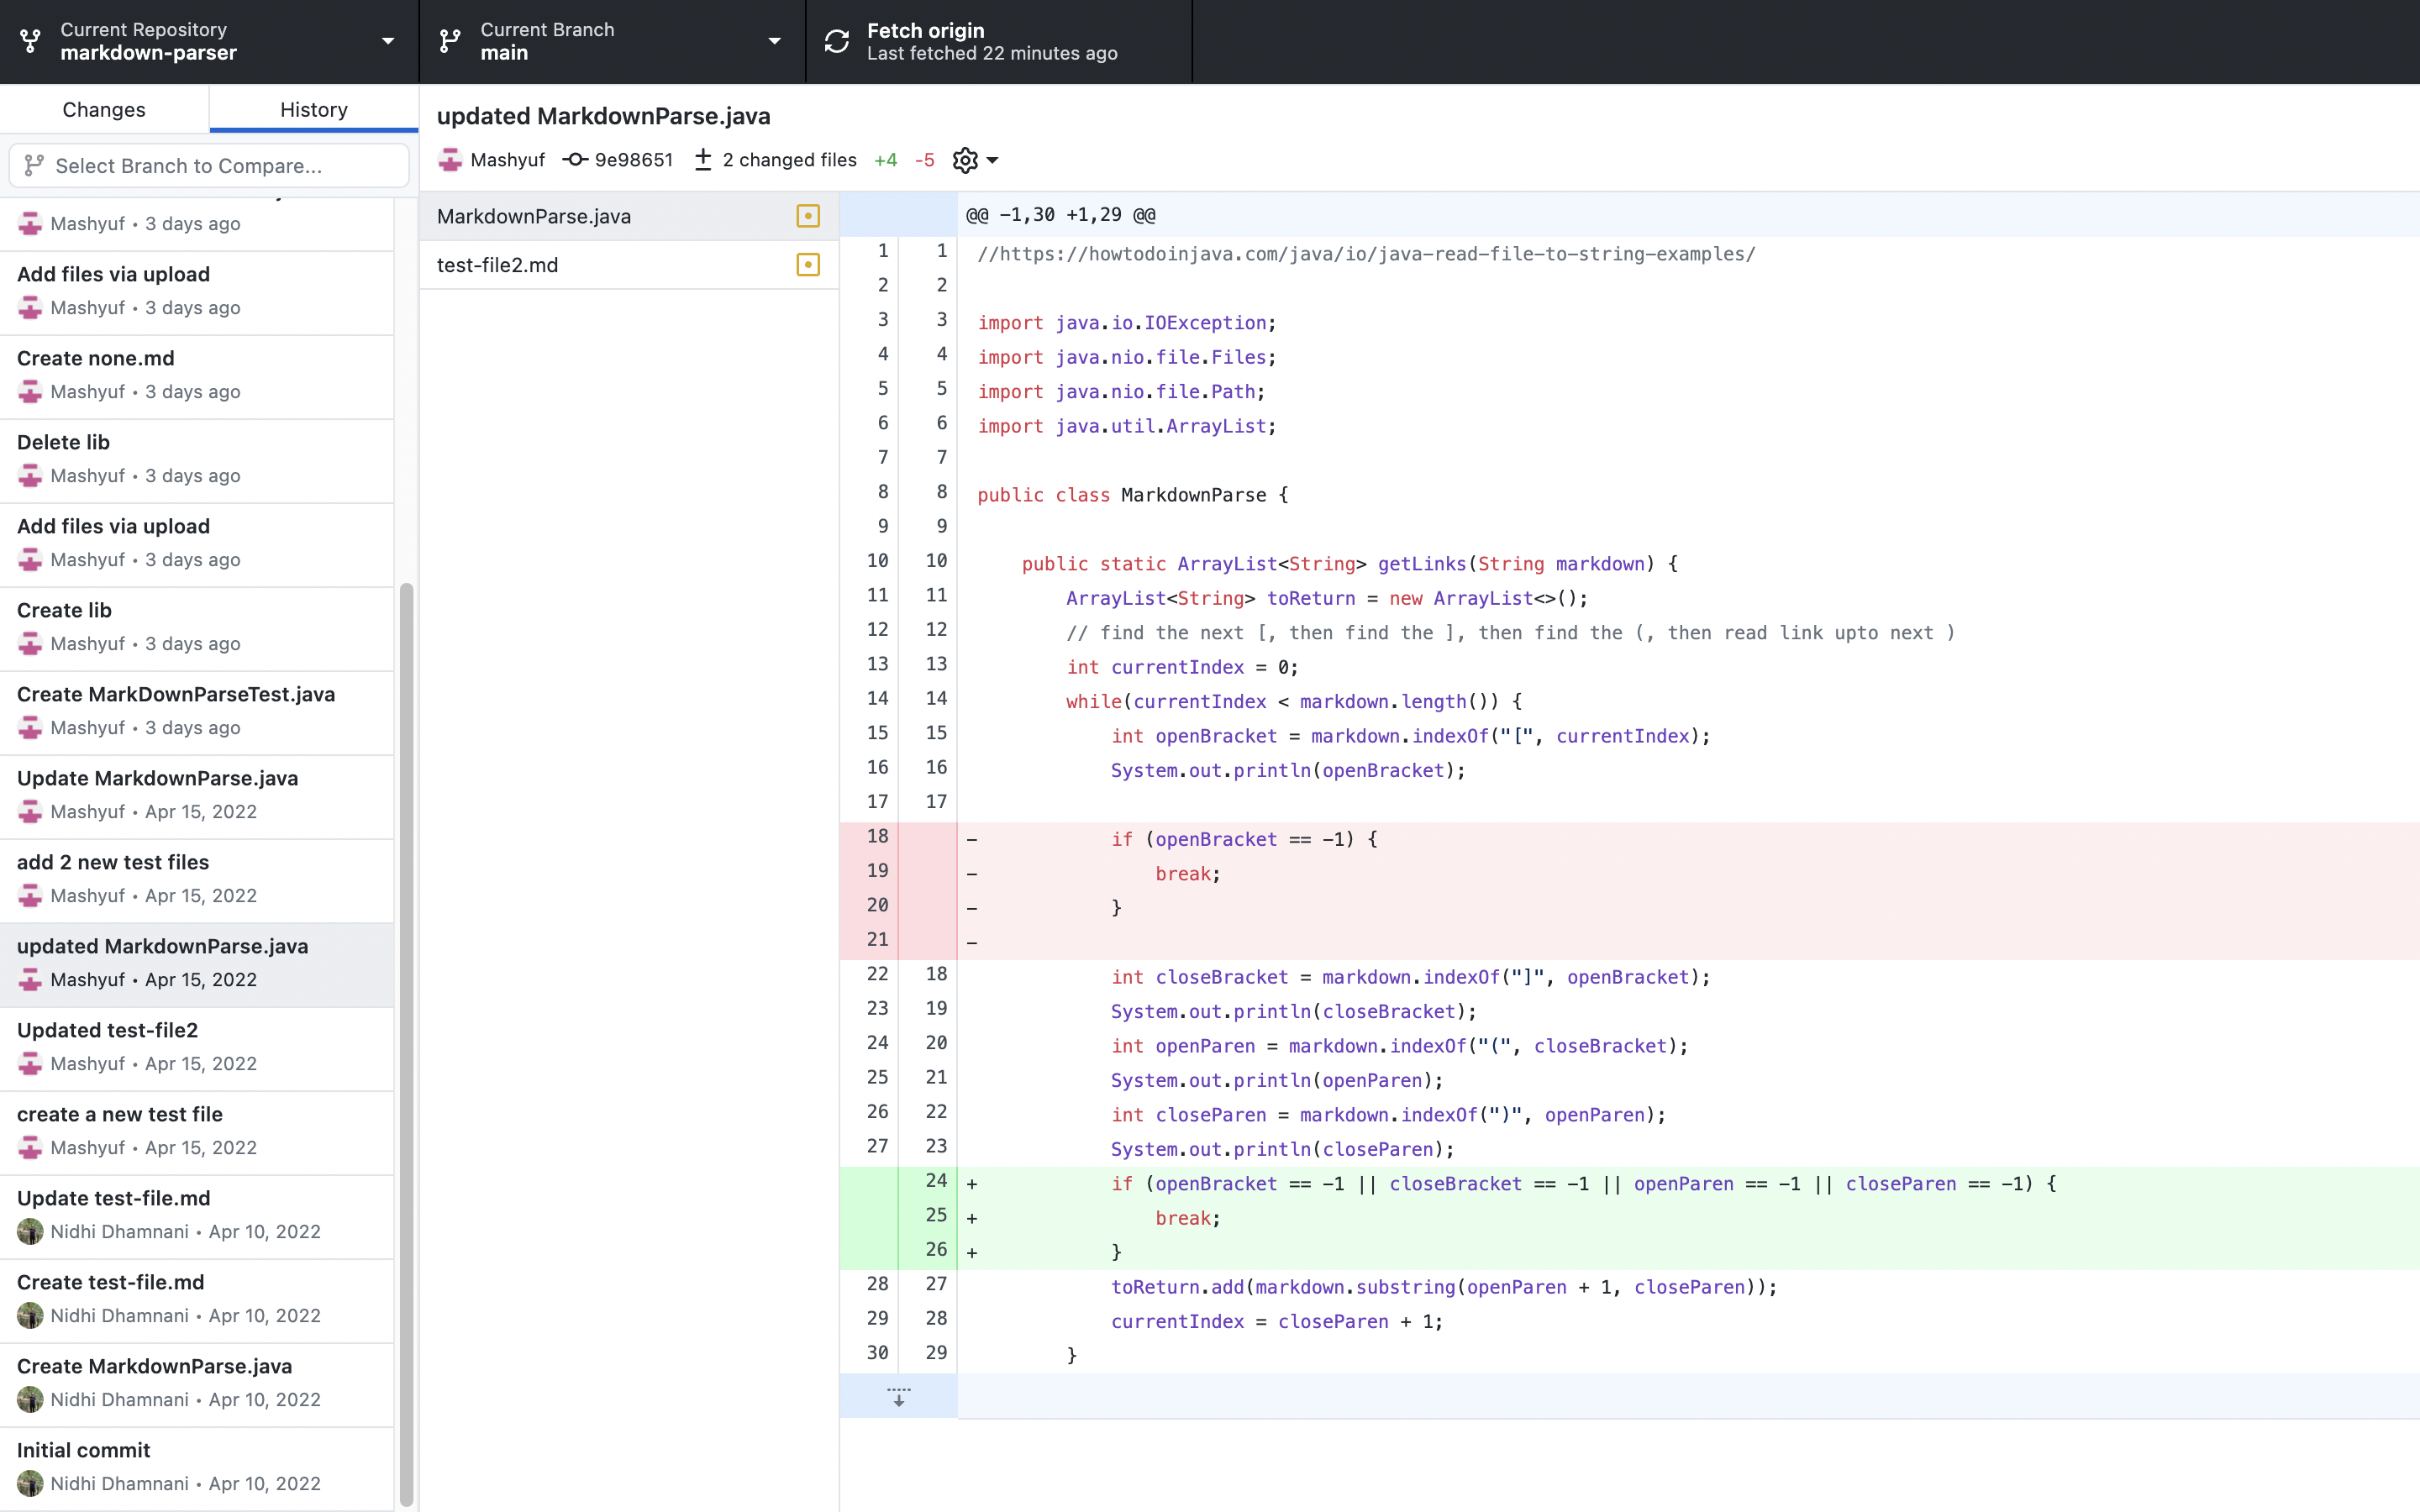 Current Repository
markdown-parser
Current Branch
main
Fetch origin
Last fetched 22 minutes ago
Changes
History
Select Branch to Compare...
Mashyuf • 3 days ago
Add files via upload
Mashyuf • 3 days ago
Create none.md
Mashyuf • 3 days ago
Delete lib
Mashyuf • 3 days ago
Add files via upload
Mashyuf • 3 days ago
Create lib
Mashyuf • 3 days ago
Create MarkDownParseTest.java
Mashyuf • 3 days ago
Update MarkdownParse.java
Mashyuf • Apr 15, 2022
add 2 new test files
Mashyuf • Apr 15, 2022
updated MarkdownParse.java
Mashyuf • Apr 15, 2022
Updated test-file2
Mashyuf • Apr 15, 2022
create a new test file
Mashyuf • Apr 15, 2022
Update test-file.md
Nidhi Dhamnani • Apr 10, 2022
Create test-file.md
Nidhi Dhamnani • Apr 10, 2022
Create MarkdownParse.java
Nidhi Dhamnani • Apr 10, 2022
Initial commit
Nidhi Dhamnani • Apr 10, 2022
updated MarkdownParse.java
Mashyuf 9e98651 2 changed files +4 -5
MarkdownParse.java
test-file2.md
@@ -1,30 +1,29 @@
1 1 //https://howtodoinjava.com/java/io/java-read-file-to-string-examples/
2 2
3 3 import java.io.IOException;
4 4 import java.nio.file.Files;
5 5 import java.nio.file.Path;
6 6 import java.util.ArrayList;
7 7
8 8 public class MarkdownParse {
9 9
10 10 public static ArrayList<String> getLinks(String markdown) {
11 11 ArrayList<String> toReturn = new ArrayList<>();
12 12 // find the next [, then find the ], then find the (, then read link upto next )
13 13 int currentIndex = 0;
14 14 while(currentIndex < markdown.length()) {
15 15 int openBracket = markdown.indexOf("[", currentIndex);
16 16 System.out.println(openBracket);
17 17
18 - if (openBracket == -1) {
19 - break;
20 - }
21 -
22 18 int closeBracket = markdown.indexOf("]", openBracket);
23 19 System.out.println(closeBracket);
24 20 int openParen = markdown.indexOf("(", closeBracket);
25 21 System.out.println(openParen);
26 22 int closeParen = markdown.indexOf(")", openParen);
27 23 System.out.println(closeParen);
24 + if (openBracket == -1 || closeBracket == -1 || openParen == -1 || closeParen == -1) {
25 + break;
26 + }
28 27 toReturn.add(markdown.substring(openParen + 1, closeParen));
29 28 currentIndex = closeParen + 1;
30 29 }